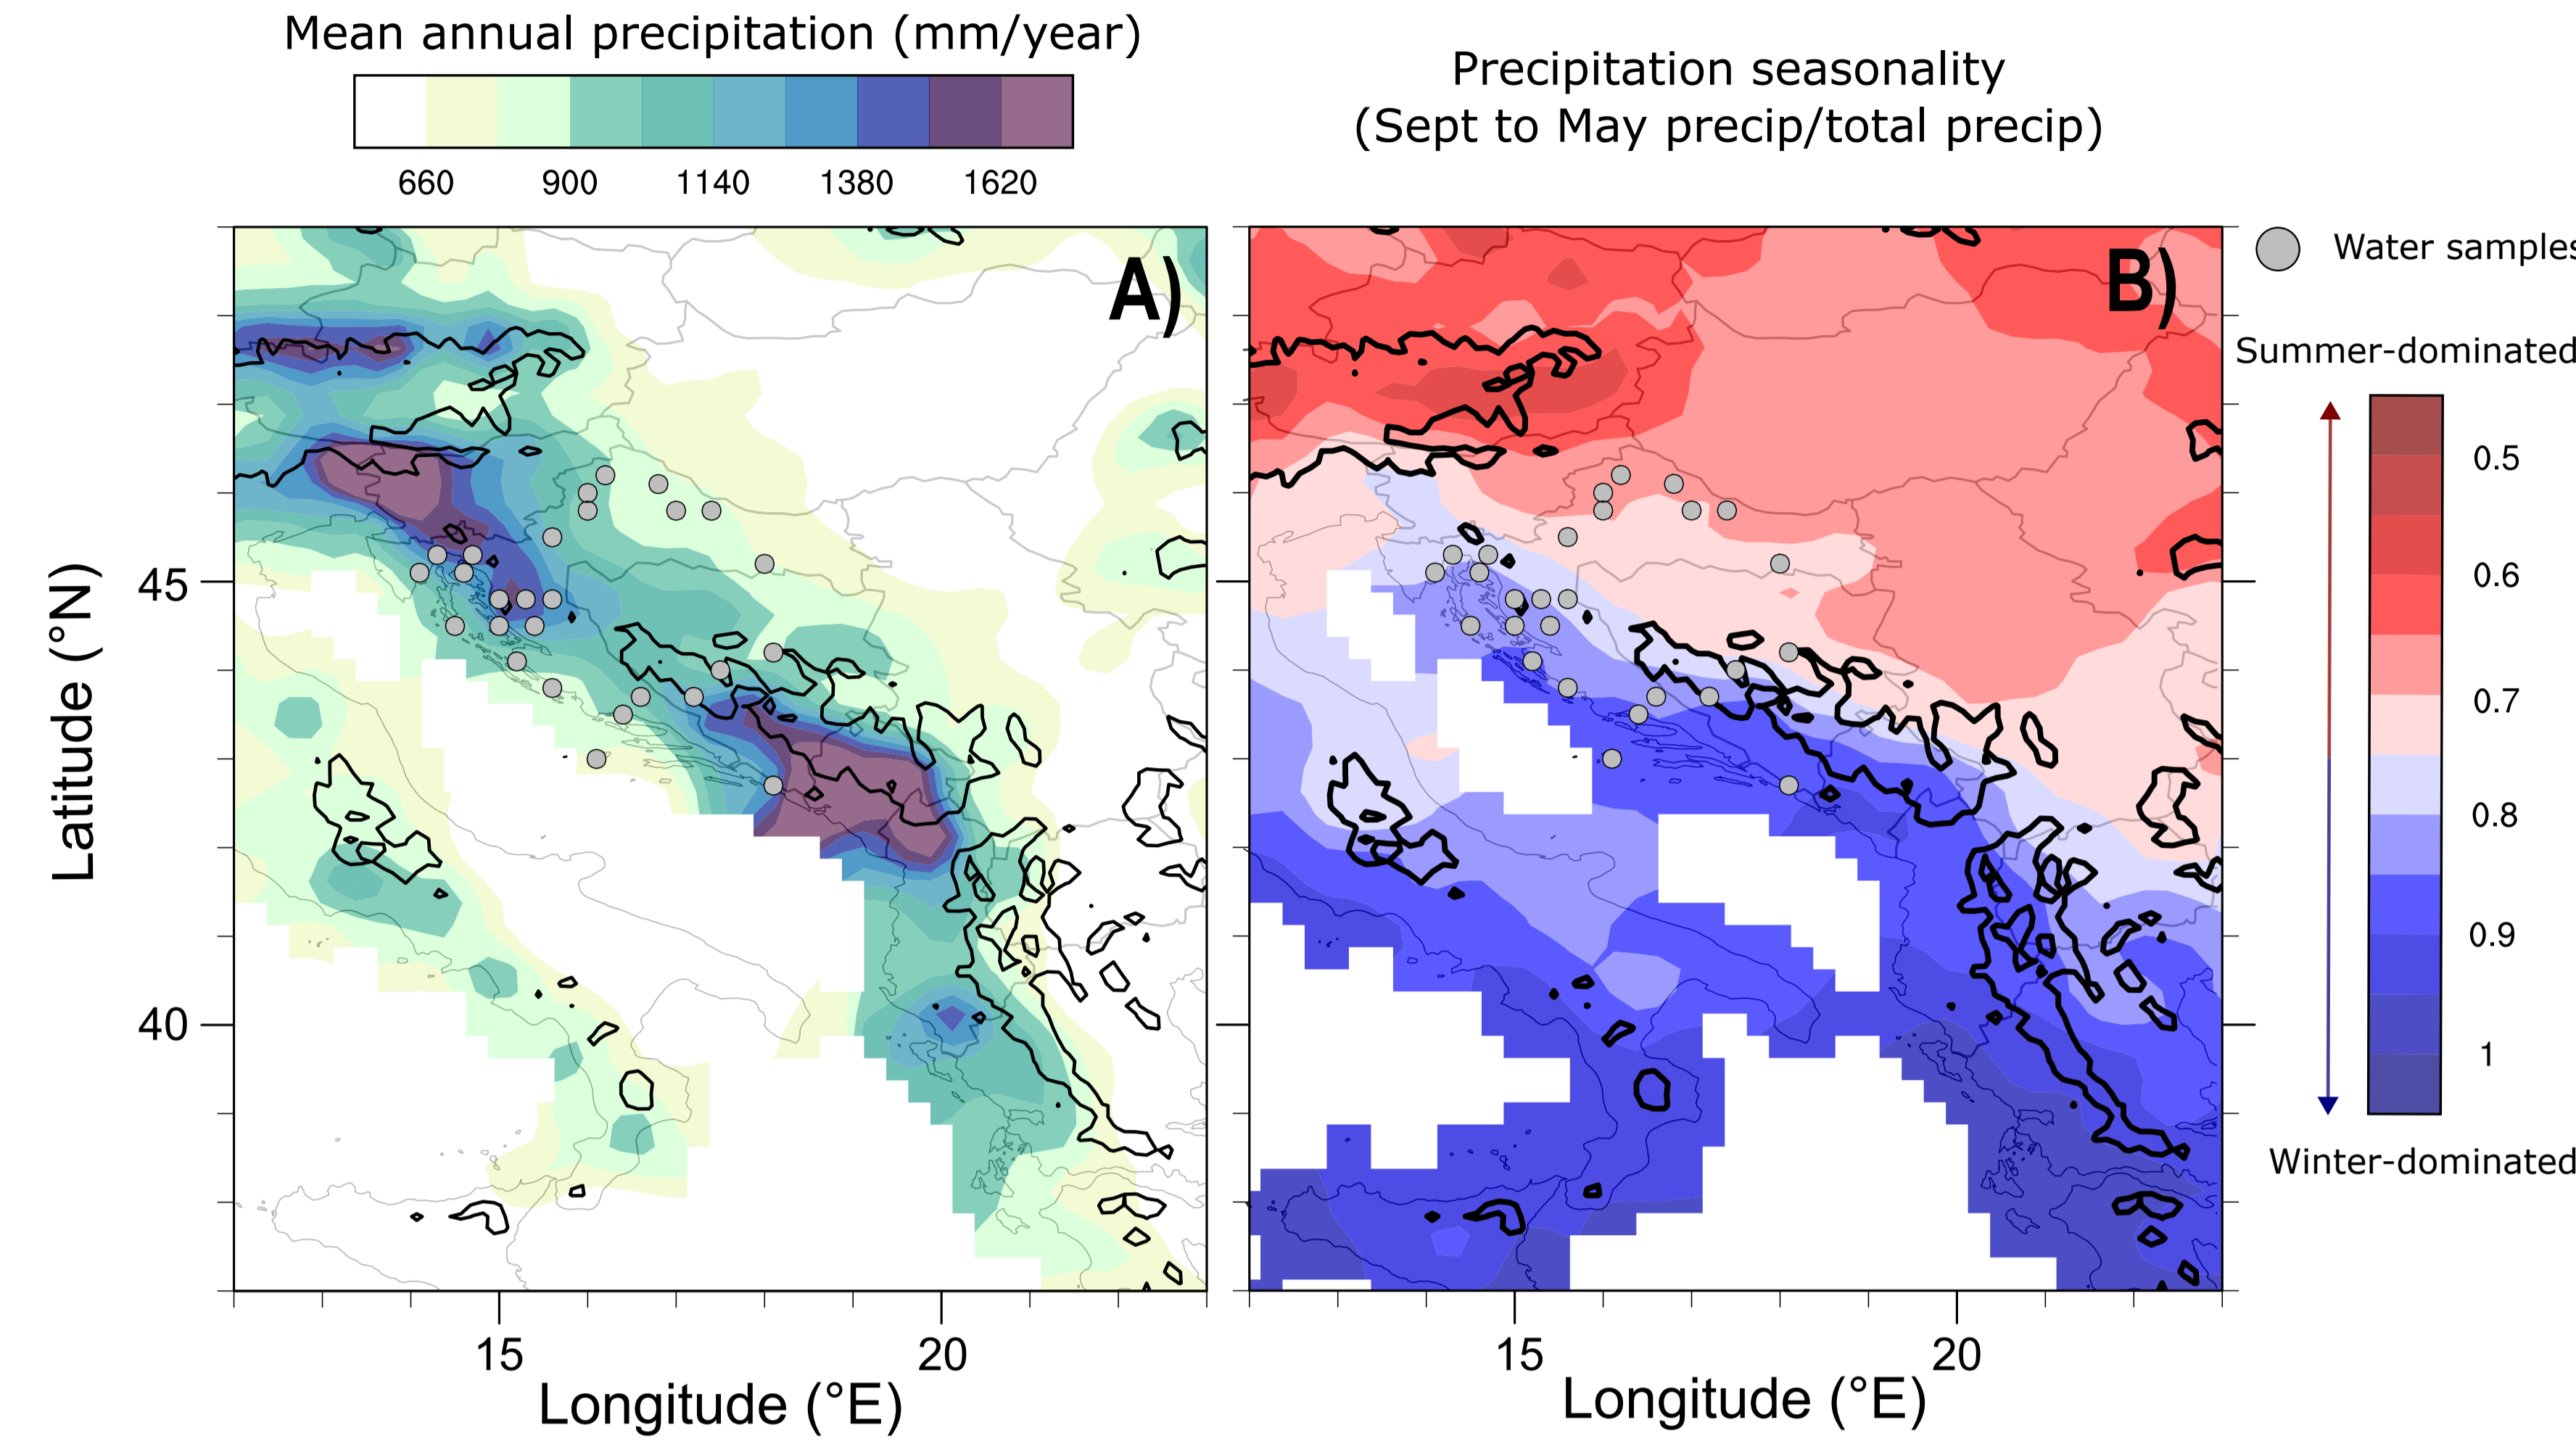 Mean annual precipitation (mm/year)
660 900 1140 1380 1620
Precipitation seasonality
(Sept to May precip/total precip)
A)
B)
Water samples
Summer-dominated
0.5
0.6
0.7
0.8
0.9
1
Winter-dominated
Latitude (°N)
45
40
15 20
Longitude (°E)
15 20
Longitude (°E)